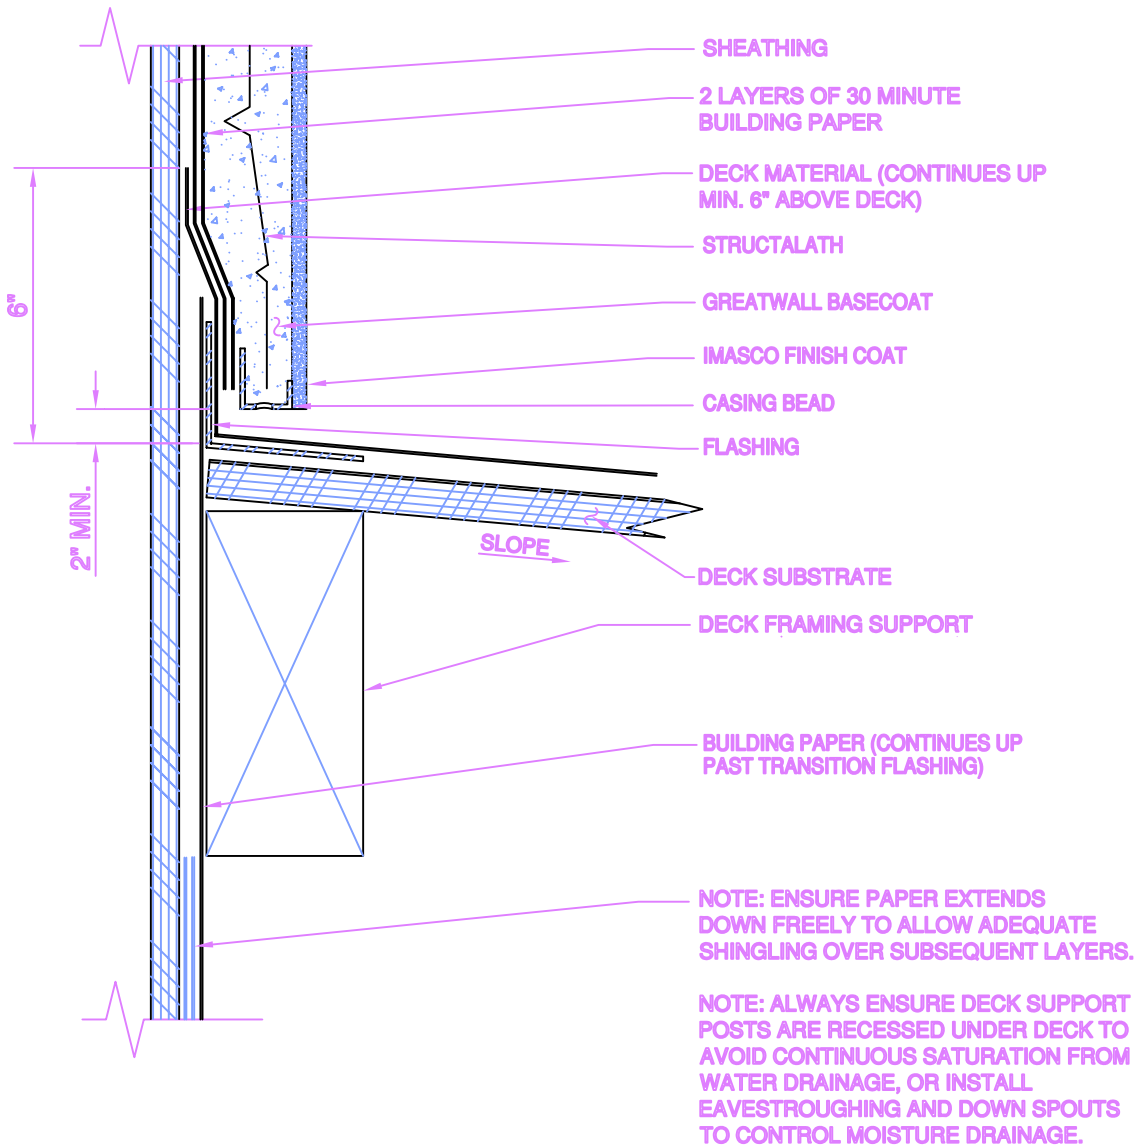 SHEATHING
2 LAYERS OF 30 MINUTE
BUILDING PAPER
DECK MATERIAL (CONTINUES UP
MIN. 6" ABOVE DECK)
STRUCTALATH
6"
GREATWALL BASECOAT
IMASCO FINISH COAT
CASING BEAD
FLASHING
2" MIN.
SLOPE
DECK SUBSTRATE
DECK FRAMING SUPPORT
BUILDING PAPER (CONTINUES UP
PAST TRANSITION FLASHING)
NOTE: ENSURE PAPER EXTENDS
DOWN FREELY TO ALLOW ADEQUATE
SHINGLING OVER SUBSEQUENT LAYERS.
NOTE: ALWAYS ENSURE DECK SUPPORT
POSTS ARE RECESSED UNDER DECK TO
AVOID CONTINUOUS SATURATION FROM
WATER DRAINAGE, OR INSTALL
EAVESTROUGHING AND DOWN SPOUTS
TO CONTROL MOISTURE DRAINAGE.